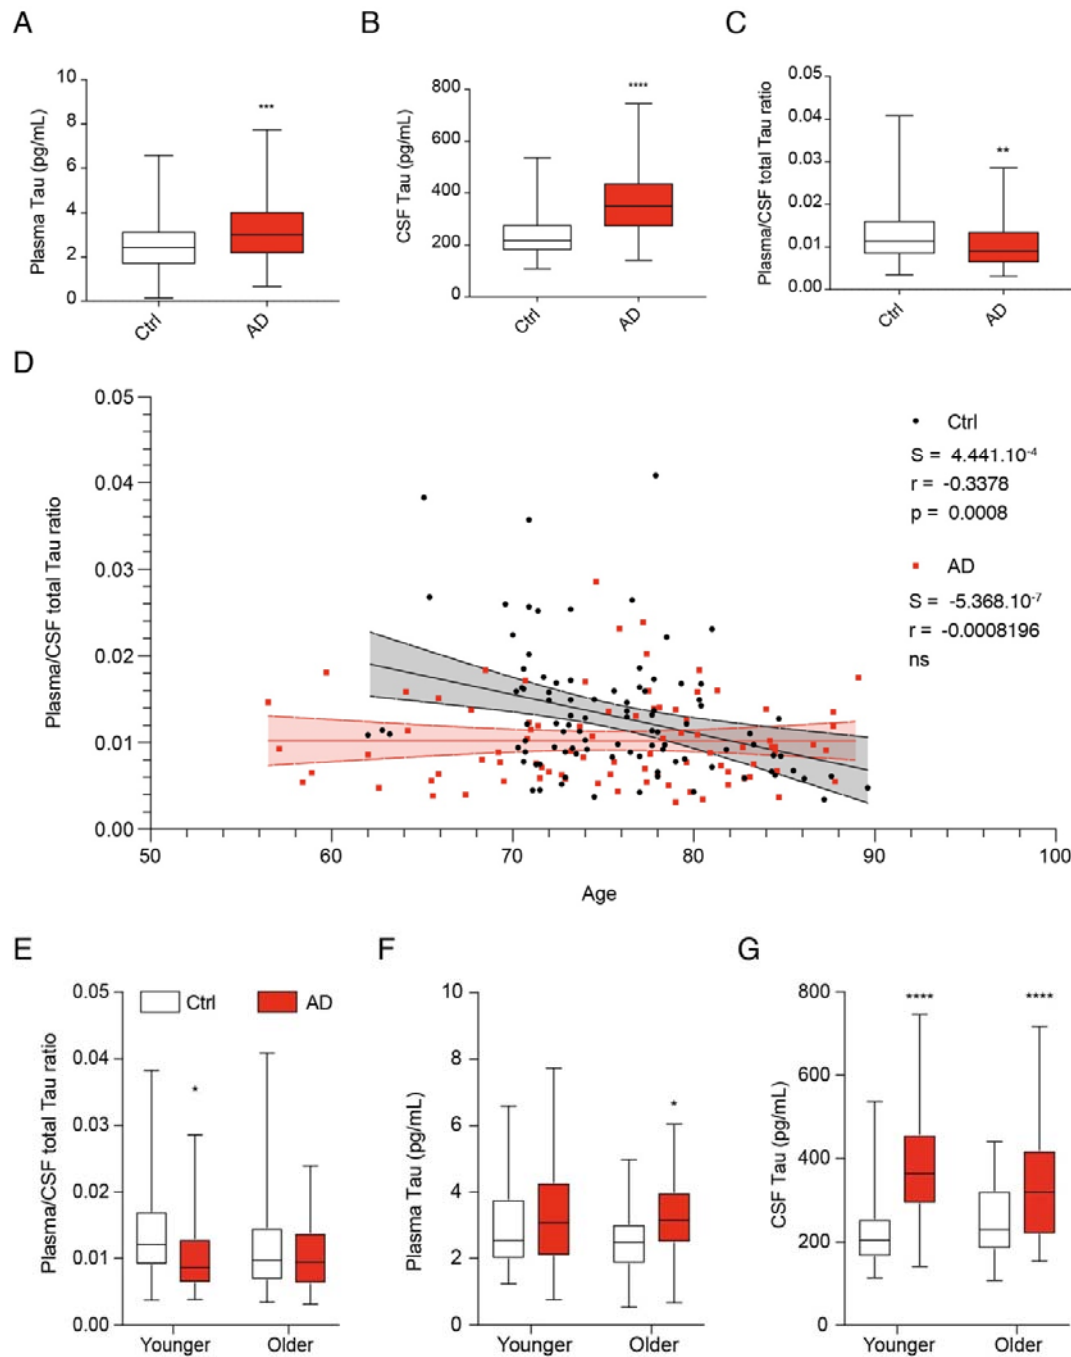 A
B
C
Plasma Tau (pg/mL)
10
8
6
4
2
0
***
Ctrl
AD
CSF Tau (pg/mL)
800
600
400
200
0
****
Ctrl
AD
Plasma/CSF total Tau ratio
0.05
0.04
0.03
0.02
0.01
0.00
**
Ctrl
AD
D
Plasma/CSF total Tau ratio
0.05
0.04
0.03
0.02
0.01
0.00
50
60
70
80
90
100
Age
Ctrl
S = 4.441.10-4
r = -0.3378
p = 0.0008
AD
S = -5.368.10-7
r = -0.0008196
ns
E
F
G
Plasma/CSF total Tau ratio
0.05
0.04
0.03
0.02
0.01
0.00
Ctrl
AD
*
Younger
Older
Plasma Tau (pg/mL)
10
8
6
4
2
0
*
Younger
Older
CSF Tau (pg/mL)
800
600
400
200
0
****
****
Younger
Older